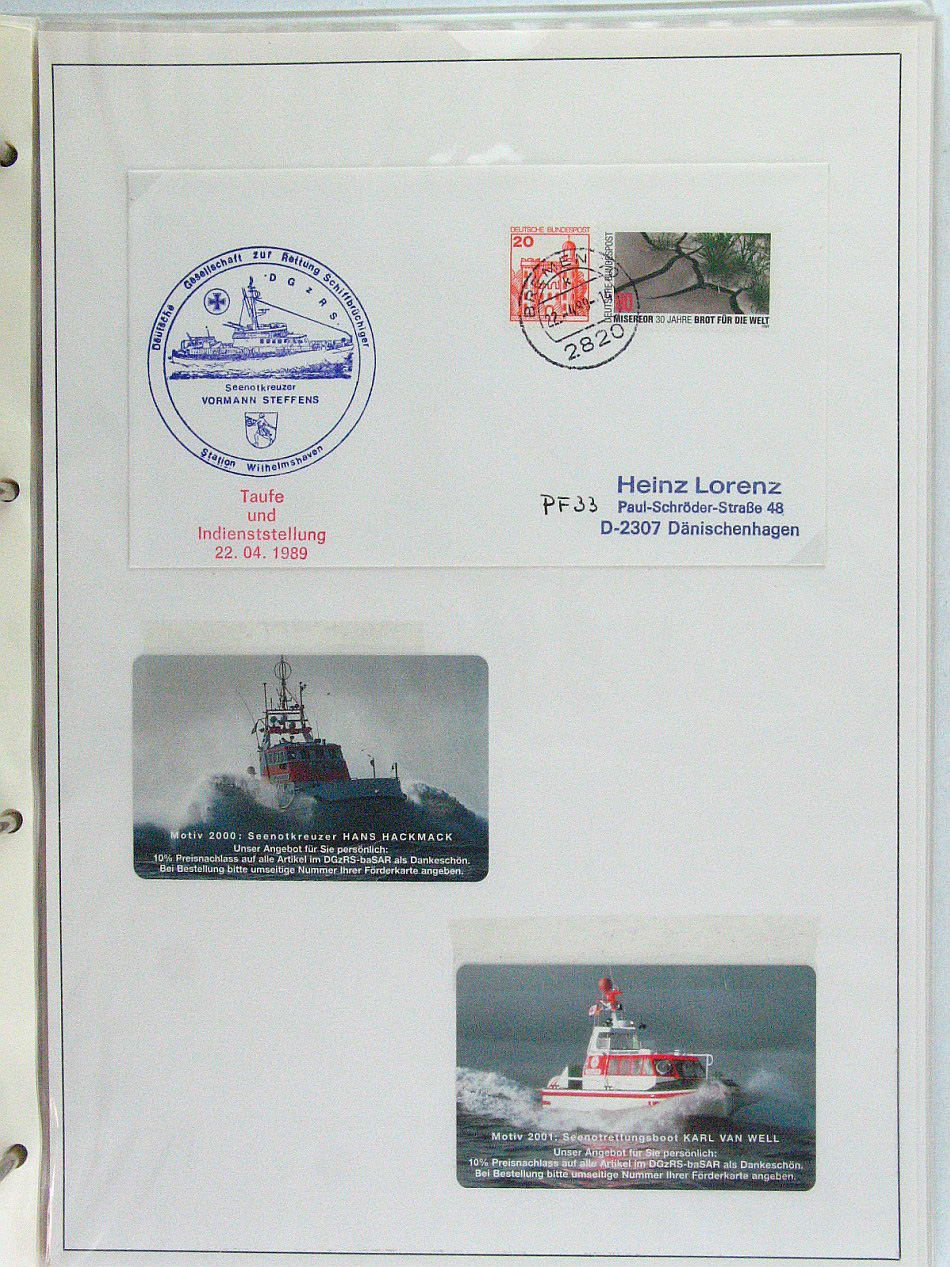 Deutsche Gesellschaft zur Rettung Schiffbrüchiger
DGzRS
Seenotkreuzer
VORMANN STEFFENS
Station Wilhelmshaven
Taufe
und
Indienststellung
22. 04. 1989
DEUTSCHE BUNDESPOST
20
DEUTSCHE BUNDESPOST
MISEREOR 30 JAHRE BROT FÜR DIE WELT
BREMEN
2820
Heinz Lorenz
PF33 Paul-Schröder-Straße 48
D-2307 Dänischenhagen
Motiv 2000: Seenotkreuzer HANS HACKMACK
Unser Angebot für Sie persönlich:
10% Preisnachlass auf alle Artikel im DGzRS-baSAR als Dankeschön.
Bei Bestellung bitte umseitige Nummer Ihrer Förderkarte angeben.
Motiv 2001: Seenotrettungsboot KARL VAN WELL
Unser Angebot für Sie persönlich:
10% Preisnachlass auf alle Artikel im DGzRS-baSAR als Dankeschön.
Bei Bestellung bitte umseitige Nummer Ihrer Förderkarte angeben.